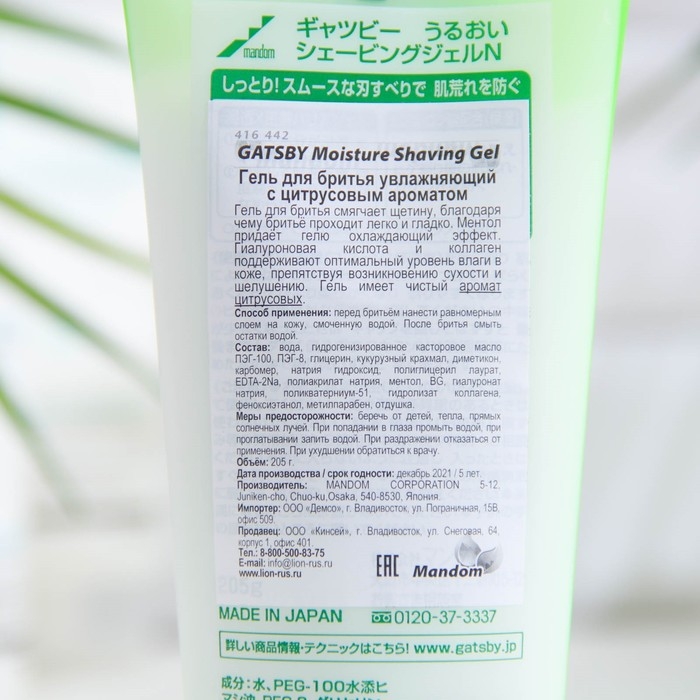 mandom
ギャツビー うるおい
シェービングジェルN
しっとり！スムースな刃すべりで 肌荒れを防ぐ
416 442
GATSBY Moisture Shaving Gel
Гель для бритья увлажняющий
с цитрусовым ароматом
Гель для бритья смягчает щетину, благодаря
чему бритьё проходит легко и гладко. Ментол
придаёт гелю охлаждающий эффект.
Гиалуроновая кислота и коллаген
поддерживают оптимальный уровень влаги в
коже, препятствуя возникновению сухости и
шелушению. Гель имеет чистый аромат
цитрусовых.
Способ применения: перед бритьём нанести равномерным
слоем на кожу, смоченную водой. После бритья смыть
остатки водой.
Состав: вода, гидрогенизированное касторовое масло
ПЭГ-100, ПЭГ-8, глицерин, кукурузный крахмал, диметикон,
карбомер, натрия гидроксид, полиглицерил лаурат,
EDTA-2Na, полиакрилат натрия, ментол, BG, гиалуронат
натрия, поликватериниум-51, гидролизат коллагена,
феноксиэтанол, метилпарабен, отдушка.
Меры предосторожности: беречь от детей, тепла, прямых
солнечных лучей. При попадании в глаза промыть водой, при
проглатывании запить водой. При раздражении отказаться от
применения. При ухудшении обратиться к врачу.
Объём: 205 г.
Дата производства / срок годности: декабрь 2021 / 5 лет.
Производитель: MANDOM CORPORATION 5-12,
Juniken-cho, Chuo-ku,Osaka, 540-8530, Япония.
Импортер: ООО «Демсо», г. Владивосток, ул. Пограничная, 15В,
офис 509.
Продавец: ООО «Кинсей», г. Владивосток, ул. Снеговая, 64,
корпус 1, офис 401.
Тел.: 8-800-500-83-75
E-mail: info@lion-rus.ru
www.lion-rus.ru
EAC Mandom
MADE IN JAPAN 0120-37-3337
詳しい商品情報・テクニックはこちら！ www.gatsby.jp
成分：水、PEG-100水添ヒ